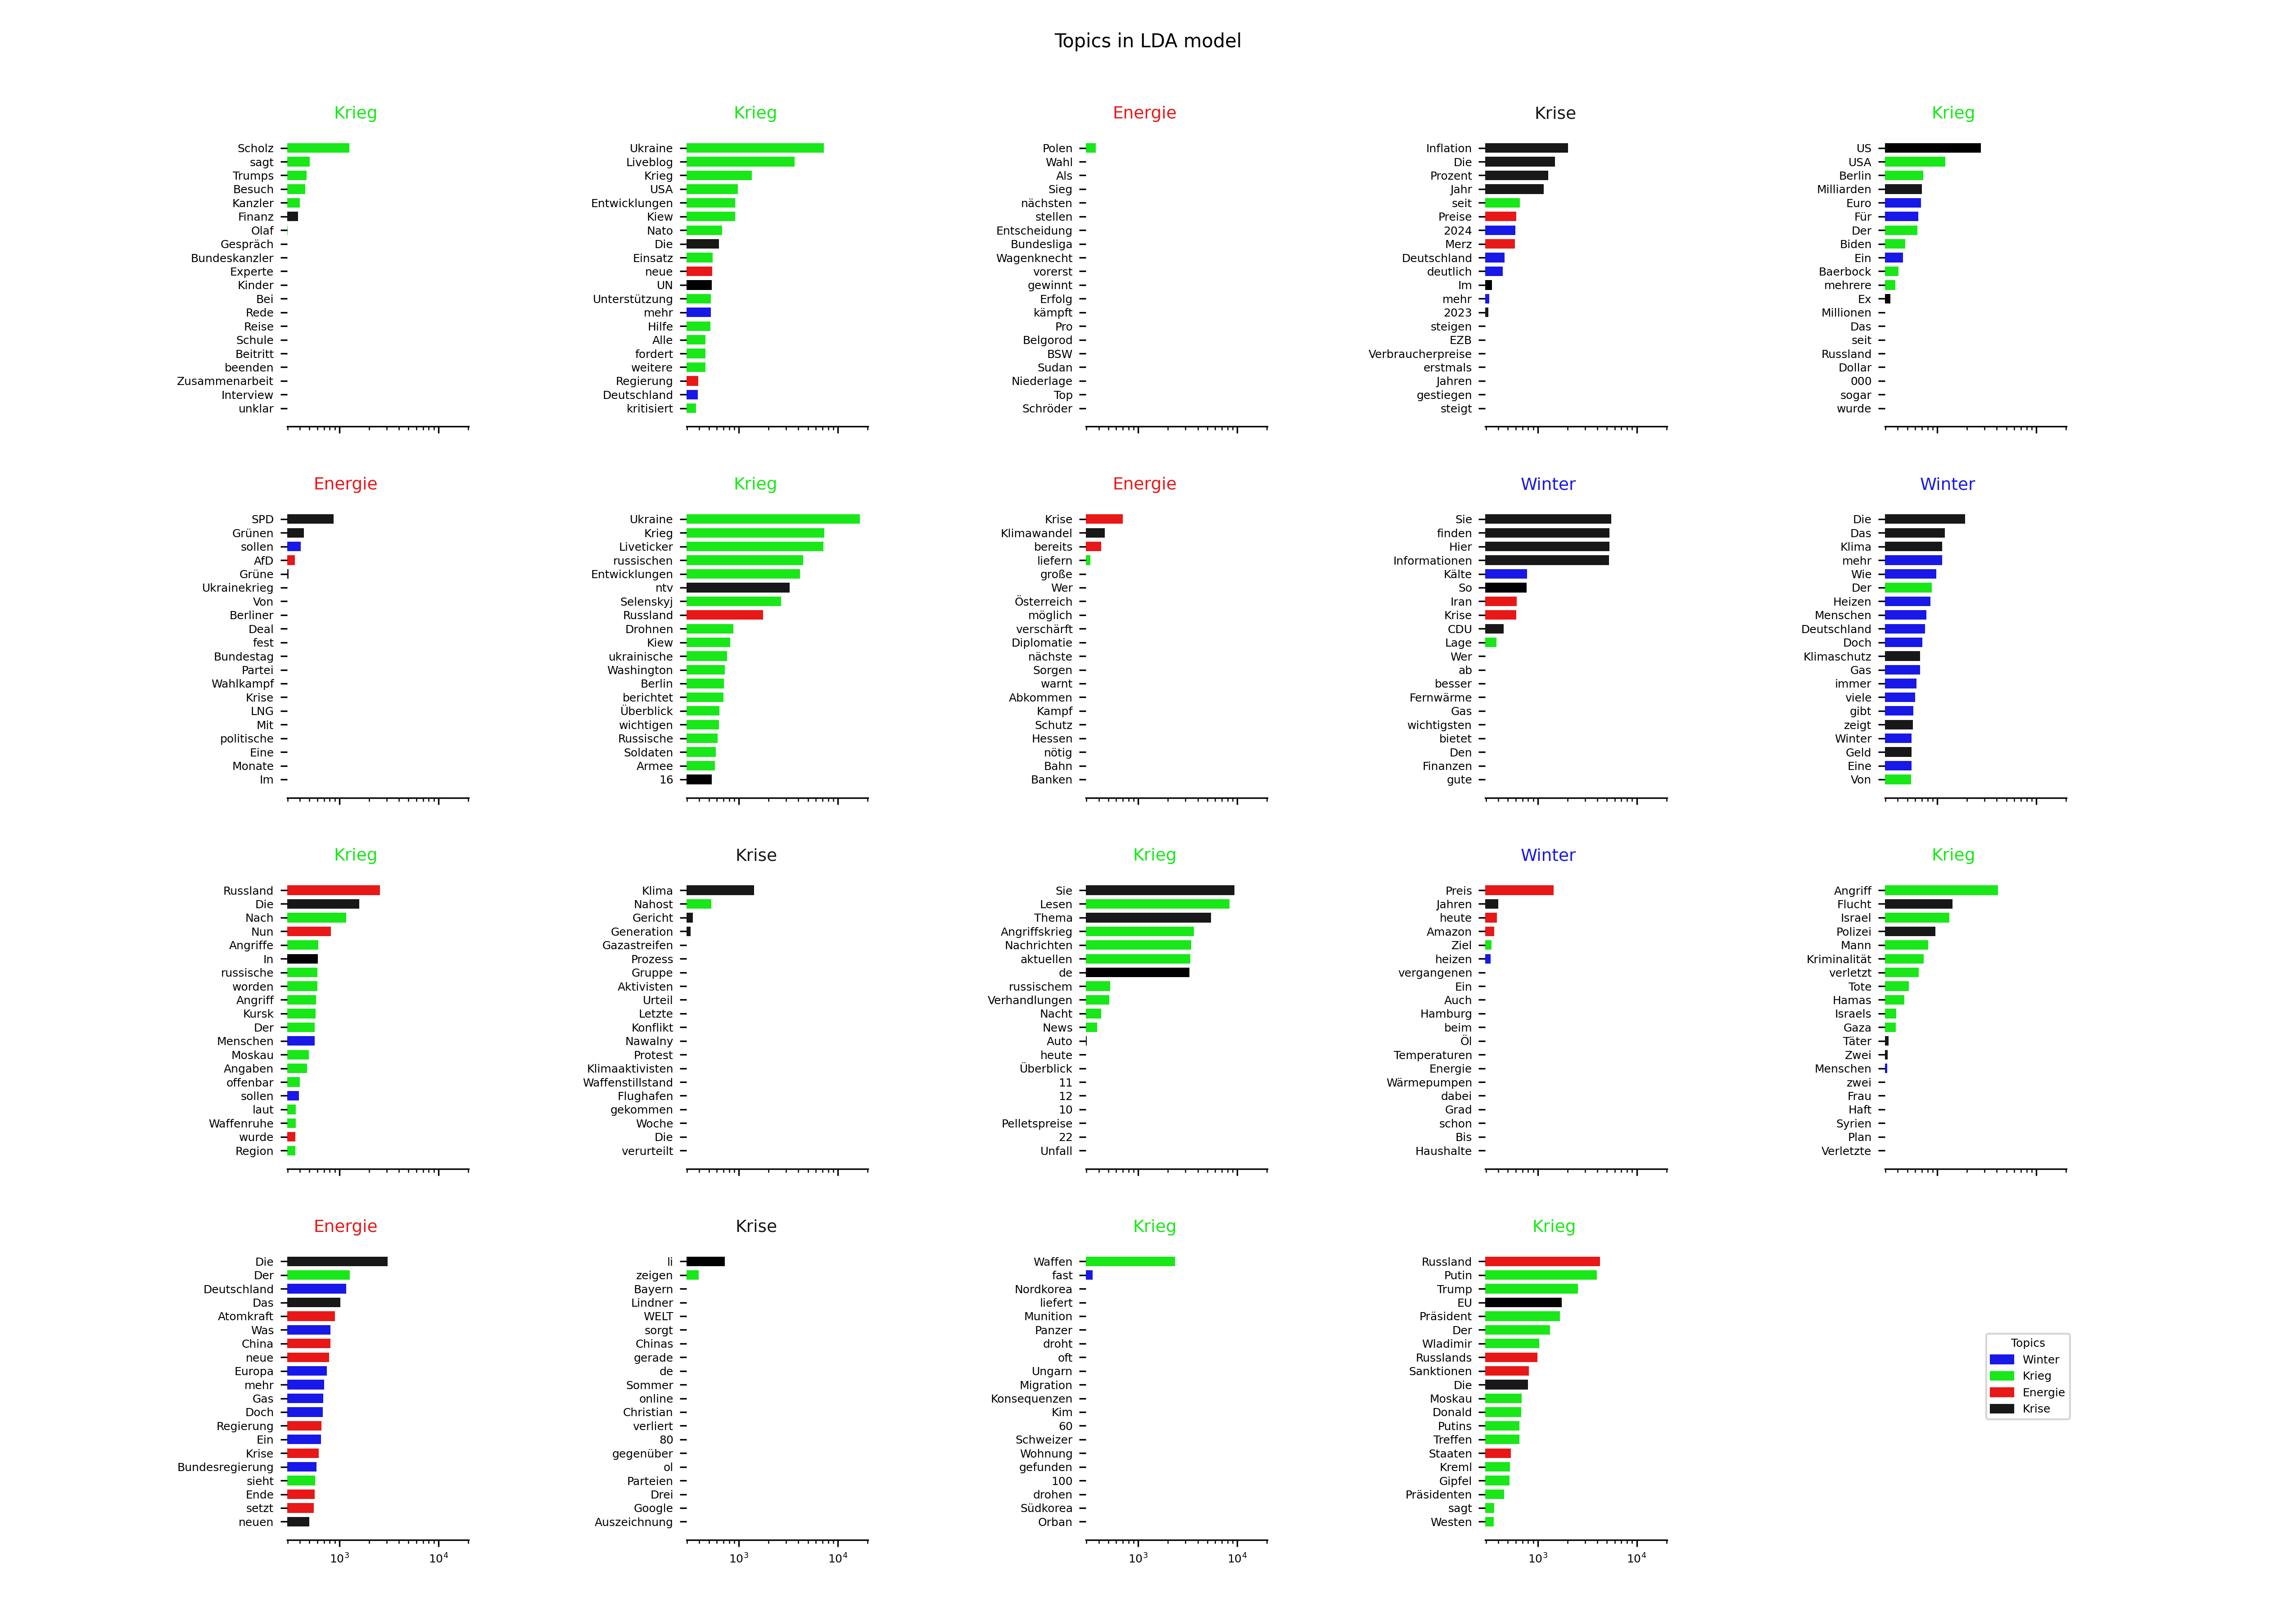 Topics in LDA model
Krieg
Scholz
sagt
Trumps
Besuch
Kanzler
Finanz
Olaf
Gespräch
Bundeskanzler
Experte
Kinder
Bei
Rede
Reise
Schule
Beitritt
beenden
Zusammenarbeit
Interview
unklar
Krieg
Ukraine
Liveblog
Krieg
USA
Entwicklungen
Kiew
Nato
Die
Einsatz
neue
UN
Unterstützung
mehr
Hilfe
Alle
fordert
weitere
Regierung
Deutschland
kritisiert
Energie
Polen
Wahl
Als
Sieg
nächsten
stellen
Entscheidung
Bundesliga
Wagenknecht
vorerst
gewinnt
Erfolg
kämpft
Pro
Belgorod
BSW
Sudan
Niederlage
Top
Schröder
Krise
Inflation
Die
Prozent
Jahr
seit
Preise
2024
Merz
Deutschland
deutlich
Im
mehr
2023
steigen
EZB
Verbraucherpreise
erstmals
Jahren
gestiegen
steigt
Krieg
US
USA
Berlin
Milliarden
Euro
Für
Der
Biden
Ein
Baerbock
mehrere
Ex
Millionen
Das
seit
Russland
Dollar
000
sogar
wurde
Energie
SPD
Grünen
sollen
AfD
Grüne
Ukrainekrieg
Von
Berliner
Deal
fest
Bundestag
Partei
Wahlkampf
Krise
LNG
Mit
politische
Eine
Monate
Im
Krieg
Ukraine
Krieg
Liveticker
russischen
Entwicklungen
ntv
Selenskyj
Russland
Drohnen
Kiew
ukrainische
Washington
Berlin
berichtet
Überblick
wichtigen
Russische
Soldaten
Armee
16
Energie
Krise
Klimawandel
bereits
liefern
große
Wer
Österreich
möglich
verschärft
Diplomatie
nächste
Sorgen
warnt
Abkommen
Kampf
Schutz
Hessen
nötig
Bahn
Banken
Winter
Sie
finden
Hier
Informationen
Kälte
So
Iran
Krise
CDU
Lage
Wer
ab
besser
Fernwärme
Gas
wichtigsten
bietet
Den
Finanzen
gute
Winter
Die
Das
Klima
mehr
Wie
Der
Heizen
Menschen
Deutschland
Doch
Klimaschutz
Gas
immer
viele
gibt
zeigt
Winter
Geld
Eine
Von
Krieg
Russland
Die
Nach
Nun
Angriffe
In
russische
worden
Angriff
Kursk
Der
Menschen
Moskau
Angaben
offenbar
sollen
laut
Waffenruhe
wurde
Region
Krise
Klima
Nahost
Gericht
Generation
Gazastreifen
Prozess
Gruppe
Aktivisten
Urteil
Letzte
Konflikt
Nawalny
Protest
Klimaaktivisten
Waffenstillstand
Flughafen
gekommen
Woche
Die
verurteilt
Krieg
Sie
Lesen
Thema
Angriffskrieg
Nachrichten
aktuellen
de
russischem
Verhandlungen
Nacht
News
Auto
heute
Überblick
11
12
10
Pelletspreise
22
Unfall
Winter
Preis
Jahren
heute
Amazon
Ziel
heizen
vergangenen
Ein
Auch
Hamburg
beim
Öl
Temperaturen
Energie
Wärmepumpen
dabei
Grad
schon
Bis
Haushalte
Krieg
Angriff
Flucht
Israel
Polizei
Mann
Kriminalität
verletzt
Tote
Hamas
Israels
Gaza
Täter
Zwei
Menschen
zwei
Frau
Haft
Syrien
Plan
Verletzte
Energie
Die
Der
Deutschland
Das
Atomkraft
Was
China
neue
Europa
mehr
Gas
Doch
Regierung
Ein
Krise
Bundesregierung
sieht
Ende
setzt
neuen
10³ 10⁴
Krise
li
zeigen
Bayern
Lindner
WELT
sorgt
Chinas
gerade
de
Sommer
online
Christian
verliert
80
gegenüber
ol
Parteien
Drei
Google
Auszeichnung
10³ 10⁴
Krieg
Waffen
fast
Nordkorea
liefert
Munition
Panzer
droht
oft
Ungarn
Migration
Konsequenzen
Kim
60
Schweizer
Wohnung
gefunden
100
drohen
Südkorea
Orban
10³ 10⁴
Krieg
Russland
Putin
Trump
EU
Präsident
Der
Wladimir
Russlands
Sanktionen
Die
Moskau
Donald
Putins
Treffen
Staaten
Kreml
Gipfel
Präsidenten
sagt
Westen
10³ 10⁴
Topics
Winter
Krieg
Energie
Krise